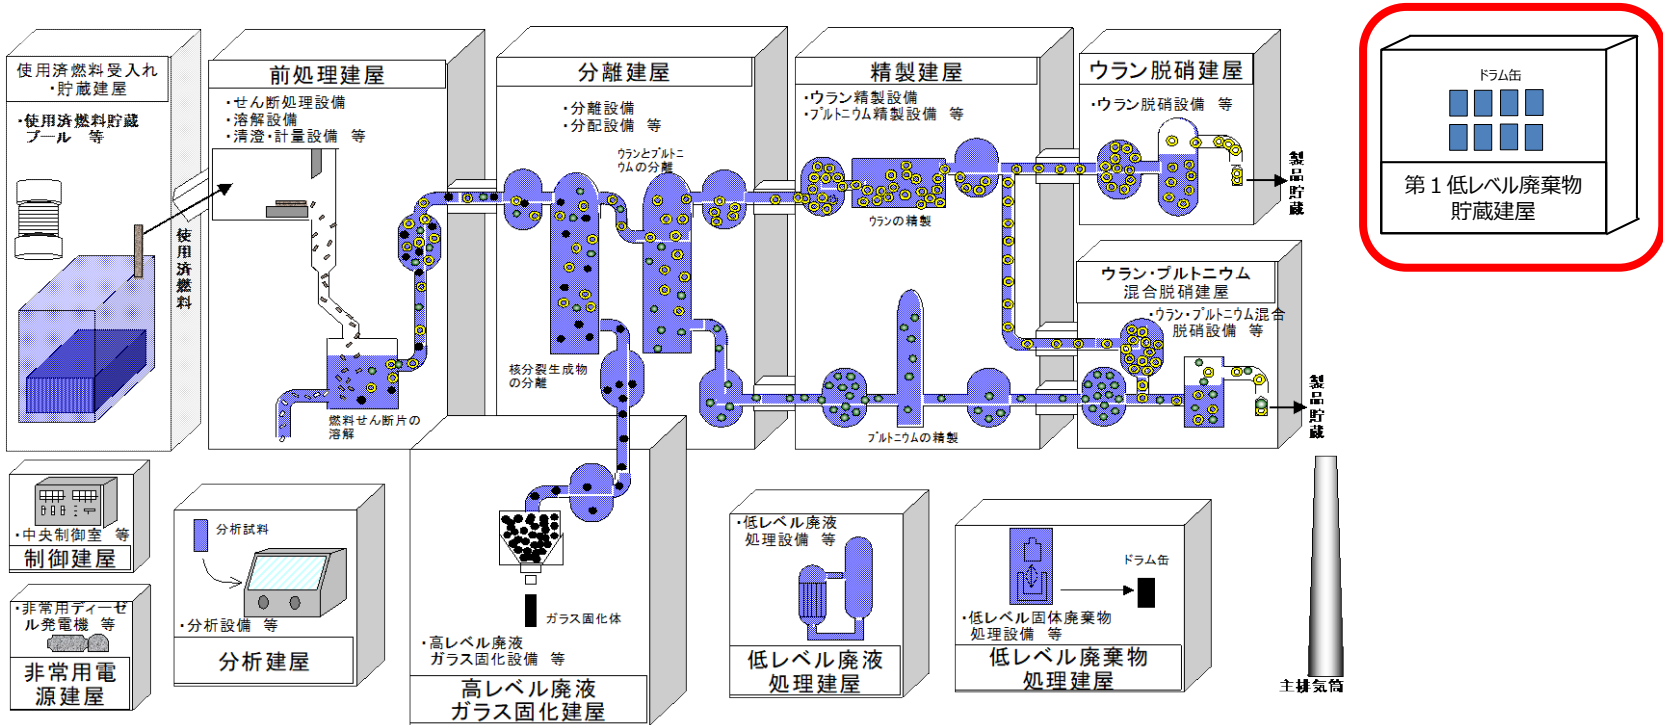 使用済燃料受入れ
・貯蔵建屋
・使用済燃料貯蔵
プール 等
使用済燃料
前処理建屋
・せん断処理設備
・溶解設備
・清澄・計量設備 等
燃料せん断片の
溶解
分離建屋
・分離設備
・分配設備 等
ウランとプルトニ
ウムの分離
核分裂生成物
の分離
精製建屋
・ウラン精製設備
・プルトニウム精製設備 等
ウランの精製
プルトニウムの精製
ウラン脱硝建屋
・ウラン脱硝設備 等
製品貯蔵
ウラン・プルトニウム
混合脱硝建屋
・ウラン・プルトニウム混合
脱硝設備 等
製品貯蔵
ドラム缶
第1低レベル廃棄物
貯蔵建屋
・中央制御室 等
制御建屋
・非常用ディーゼ
ル発電機 等
非常用電
源建屋
分析試料
・分析設備 等
分析建屋
ガラス固化体
・高レベル廃液
ガラス固化設備 等
高レベル廃液
ガラス固化建屋
・低レベル廃液
処理設備 等
低レベル廃液
処理建屋
ドラム缶
・低レベル固体廃棄物
処理設備 等
低レベル廃棄物
処理建屋
主排気筒